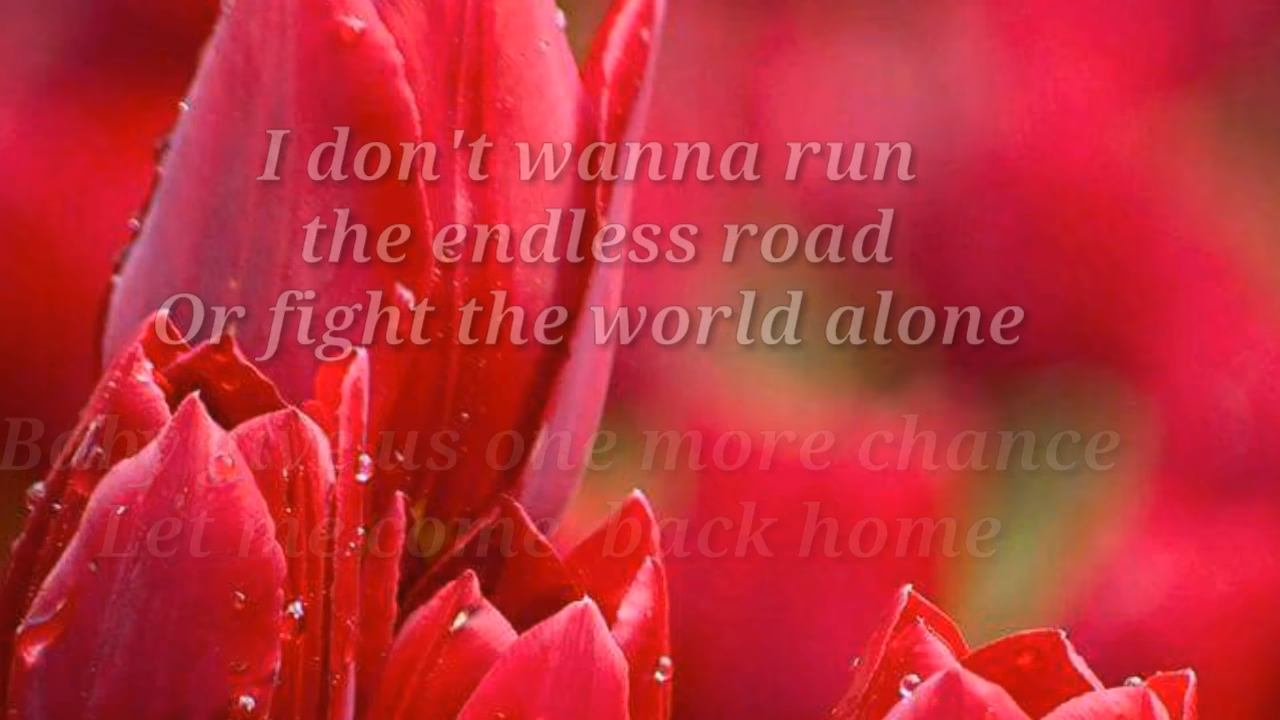 I don't wanna run
the endless road
Or fight the world alone
Baby give us one more chance
Let me come back home